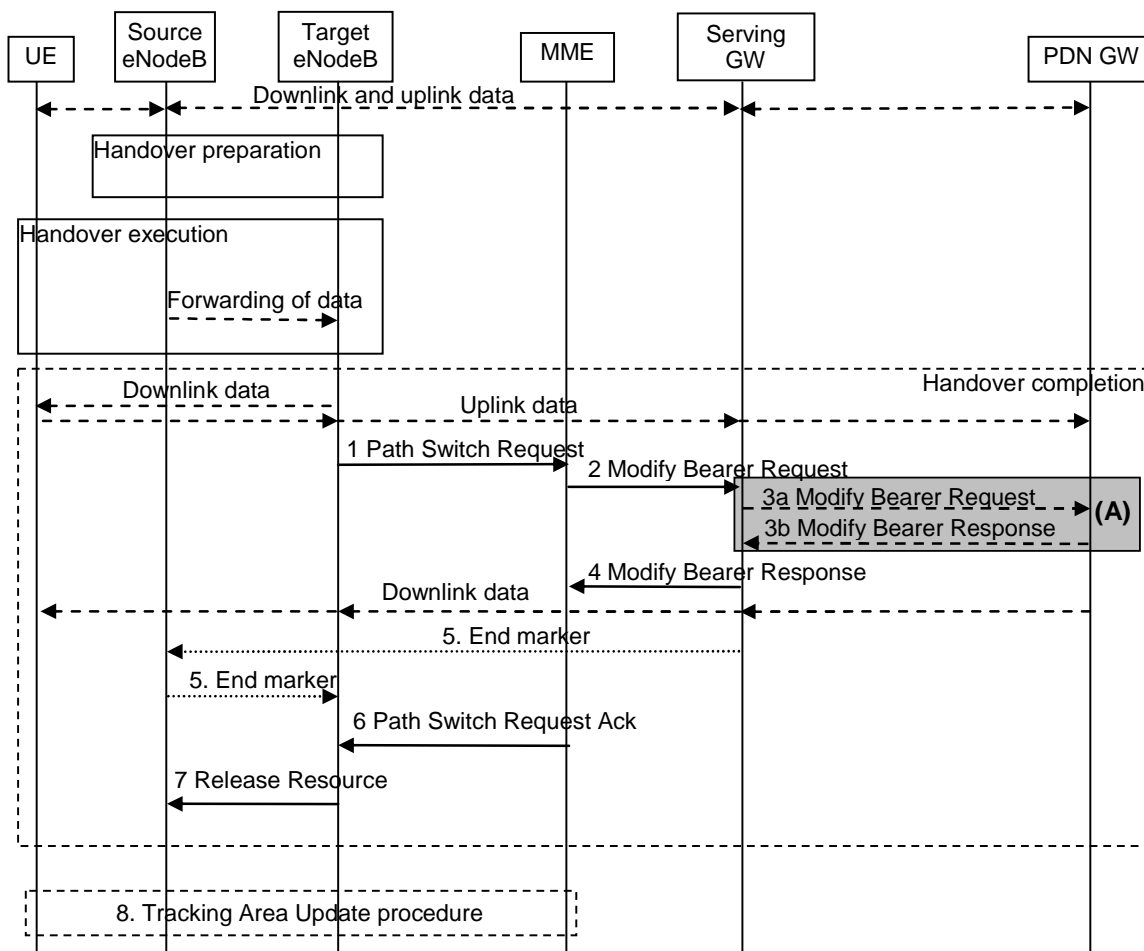 UE
Source
eNodeB
Target
eNodeB
MME
Serving
GW
PDN GW
Downlink and uplink data
Handover preparation
Handover execution
Forwarding of data
Handover completion
Downlink data
Uplink data
1 Path Switch Request
2 Modify Bearer Request
3a Modify Bearer Request
(A)
3b Modify Bearer Response
4 Modify Bearer Response
Downlink data
5. End marker
5. End marker
6 Path Switch Request Ack
7 Release Resource
8. Tracking Area Update procedure